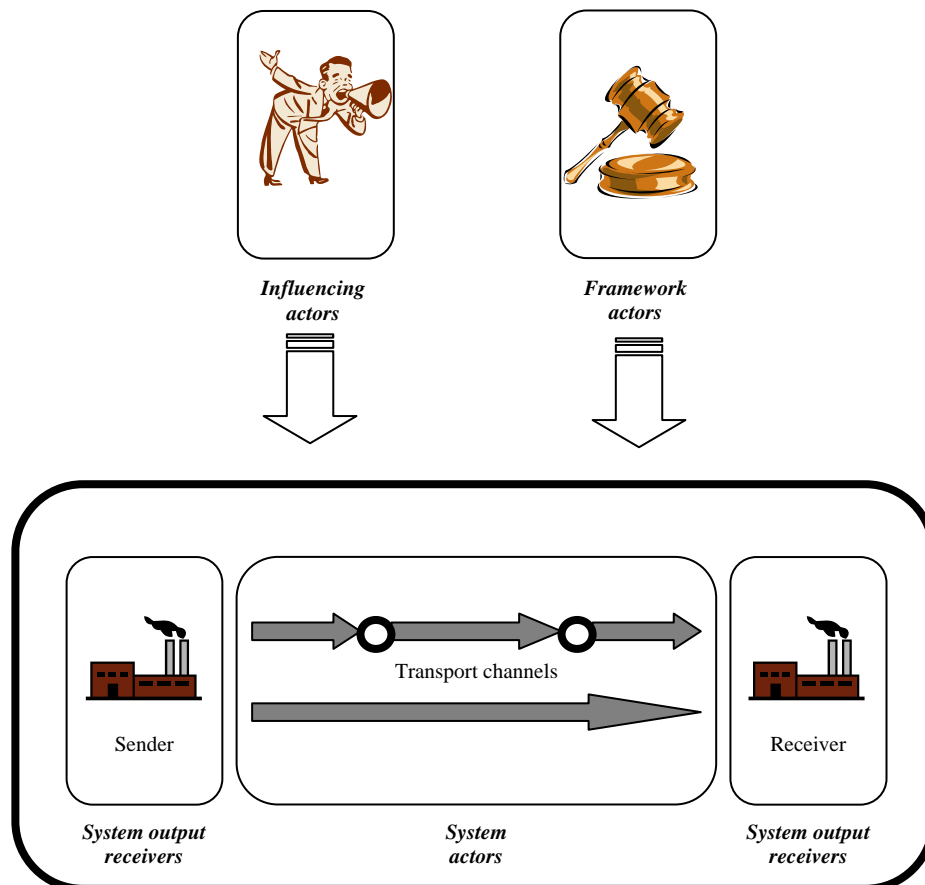 Influencing
actors
Framework
actors
Transport channels
Sender
Receiver
System output
receivers
System
actors
System output
receivers